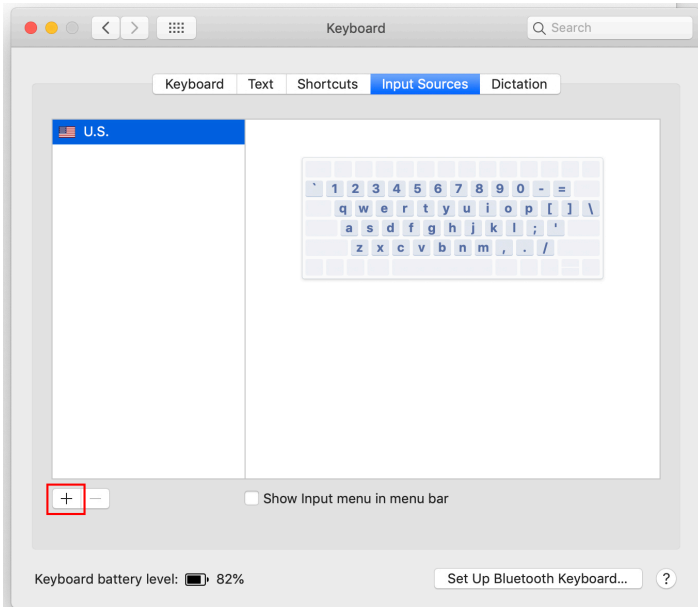 Keyboard
Search
Keyboard Text Shortcuts Input Sources Dictation
U.S.
` 1 2 3 4 5 6 7 8 9 0 - =
q w e r t y u i o p [ ] \
a s d f g h j k l ; '
z x c v b n m , . /
+ −
Show Input menu in menu bar
Keyboard battery level: 82%
Set Up Bluetooth Keyboard... ?